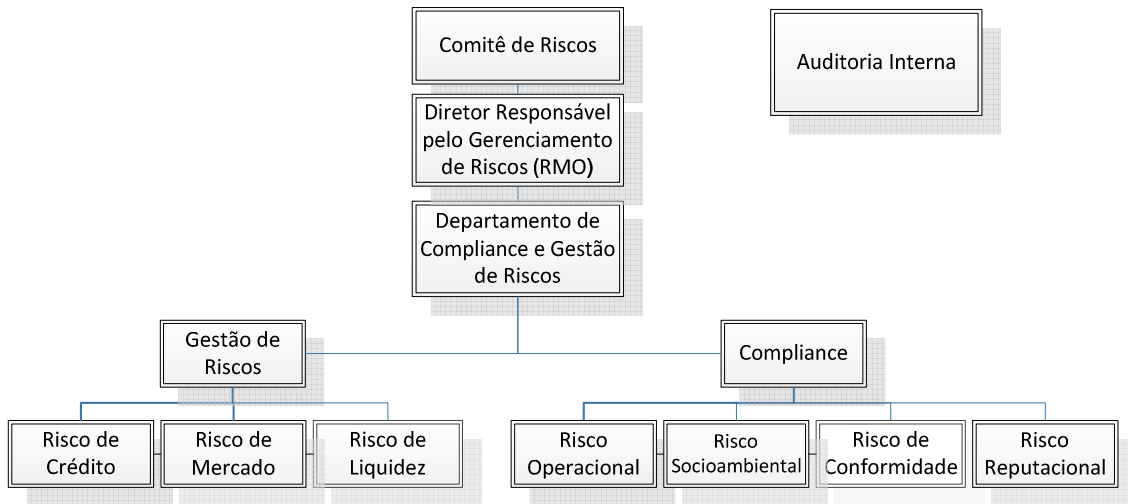 Comitê de Riscos
Auditoria Interna
Diretor Responsável
pelo Gerenciamento
de Riscos (RMO)
Departamento de
Compliance e Gestão
de Riscos
Gestão de
Riscos
Compliance
Risco de
Crédito
Risco de
Mercado
Risco de
Liquidez
Risco
Operacional
Risco
Socioambiental
Risco de
Conformidade
Risco
Reputacional